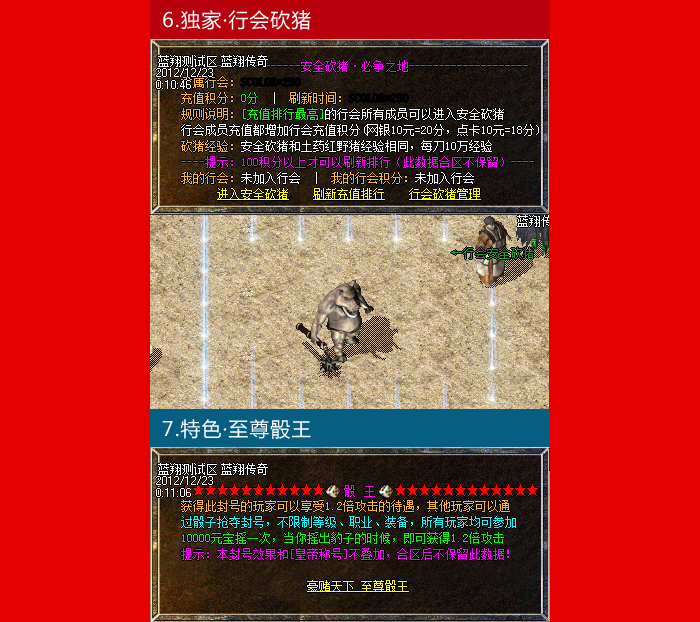 6.独家·行会砍猪
蓝翔测试区 蓝翔传奇
安全砍猪·必争之地
2012/12/23
0:10:46
属行会:
充值积分: 0分 | 刷新时间:
规则说明: [充值排行最高]的行会所有成员可以进入安全砍猪
行会成员充值都增加行会充值积分(网银10元=20分，点卡10元=18分)
砍猪经验: 安全砍猪和土药红野猪经验相同，每刀10万经验
----提示: 100积分以上才可以刷新排行（此数据合区不保留）----
我的行会: 未加入行会 | 我的行会积分: 未加入行会
进入安全砍猪 刷新充值排行 行会砍猪管理
蓝翔传
←行会安全砍猪
7.特色·至尊骰王
蓝翔测试区 蓝翔传奇
2012/12/23
0:11:06
★★★★★★★★★★★ 骰 王 ★★★★★★★★★★★★
获得此封号的玩家可以享受1.2倍攻击的待遇，其他玩家可以通
过骰子抢夺封号，不限制等级、职业、装备，所有玩家均可参加
10000元宝摇一次，当你摇出豹子的时候，即可获得1.2倍攻击
提示: 本封号效果和[皇帝称号]不叠加，合区后不保留此数据!
豪赌天下 至尊骰王